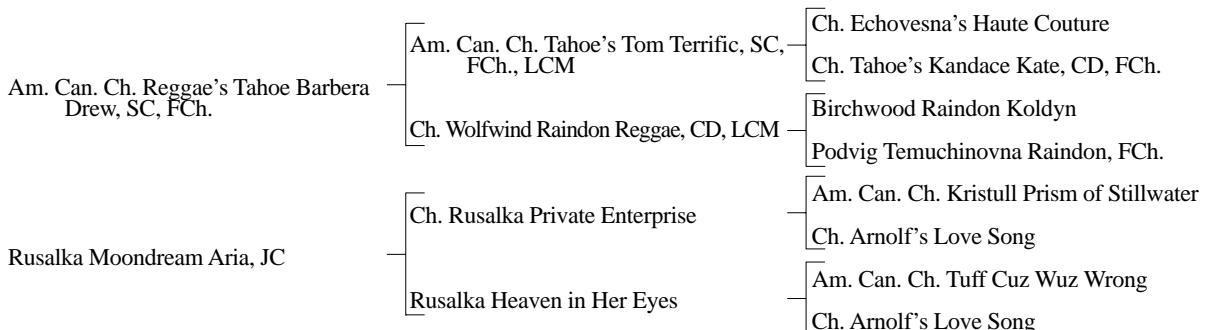 Am. Can. Ch. Reggae’s Tahoe Barbera
Drew, SC, FCh.
Am. Can. Ch. Tahoe’s Tom Terrific, SC,
FCh., LCM
Ch. Echovesna’s Haute Couture
Ch. Tahoe’s Kandace Kate, CD, FCh.
Ch. Wolfwind Raindon Reggae, CD, LCM
Birchwood Raindon Koldyn
Podvig Temuchinovna Raindon, FCh.
Rusalka Moondream Aria, JC
Ch. Rusalka Private Enterprise
Am. Can. Ch. Kristull Prism of Stillwater
Ch. Arnolf’s Love Song
Rusalka Heaven in Her Eyes
Am. Can. Ch. Tuff Cuz Wuz Wrong
Ch. Arnolf’s Love Song